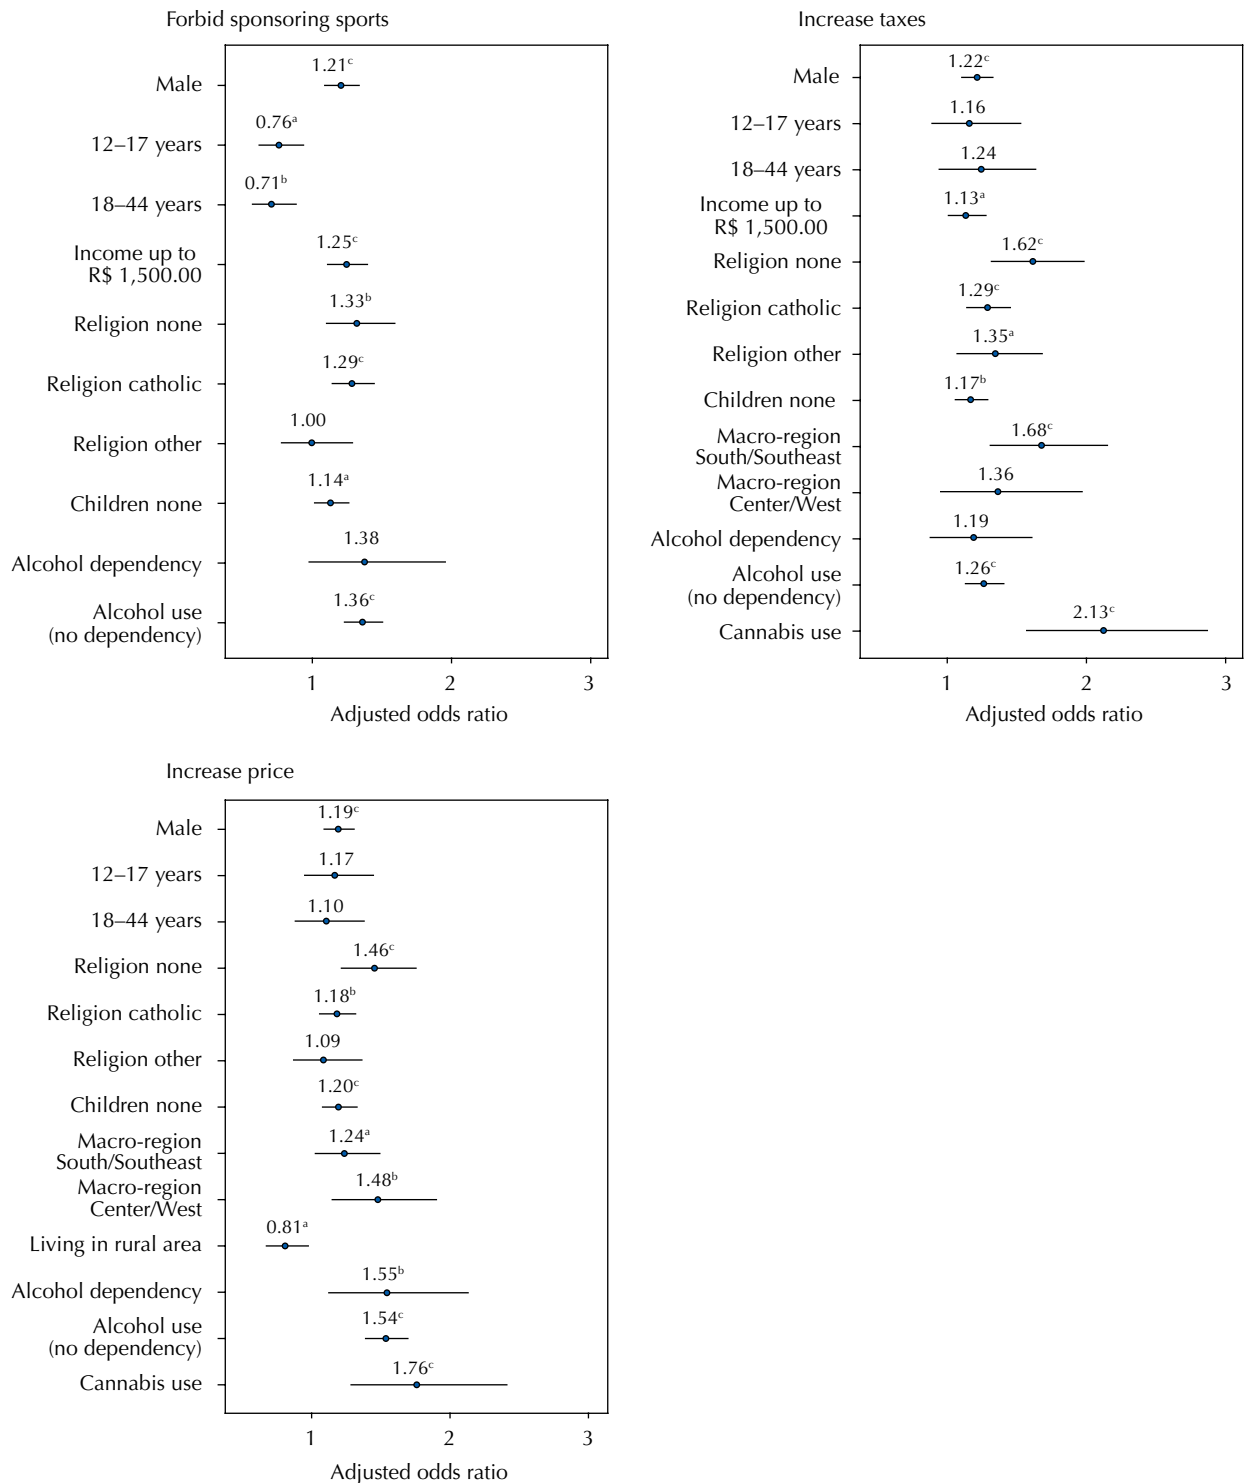 Forbid sponsoring sports
Male
1.21c
12–17 years
0.76a
18–44 years
0.71b
Income up to
R$ 1,500.00
1.25c
Religion none
1.33b
Religion catholic
1.29c
Religion other
1.00
Children none
1.14a
Alcohol dependency
1.38
Alcohol use
(no dependency)
1.36c
1 2 3
Adjusted odds ratio
Increase taxes
Male
1.22c
12–17 years
1.16
18–44 years
1.24
Income up to
R$ 1,500.00
1.13a
Religion none
1.62c
Religion catholic
1.29c
Religion other
1.35a
Children none
1.17b
Macro-region
South/Southeast
1.68c
Macro-region
Center/West
1.36
Alcohol dependency
1.19
Alcohol use
(no dependency)
1.26c
Cannabis use
2.13c
1 2 3
Adjusted odds ratio
Increase price
Male
1.19c
12–17 years
1.17
18–44 years
1.10
Religion none
1.46c
Religion catholic
1.18b
Religion other
1.09
Children none
1.20c
Macro-region
South/Southeast
1.24a
Macro-region
Center/West
1.48b
Living in rural area
0.81a
Alcohol dependency
1.55b
Alcohol use
(no dependency)
1.54c
Cannabis use
1.76c
1 2 3
Adjusted odds ratio